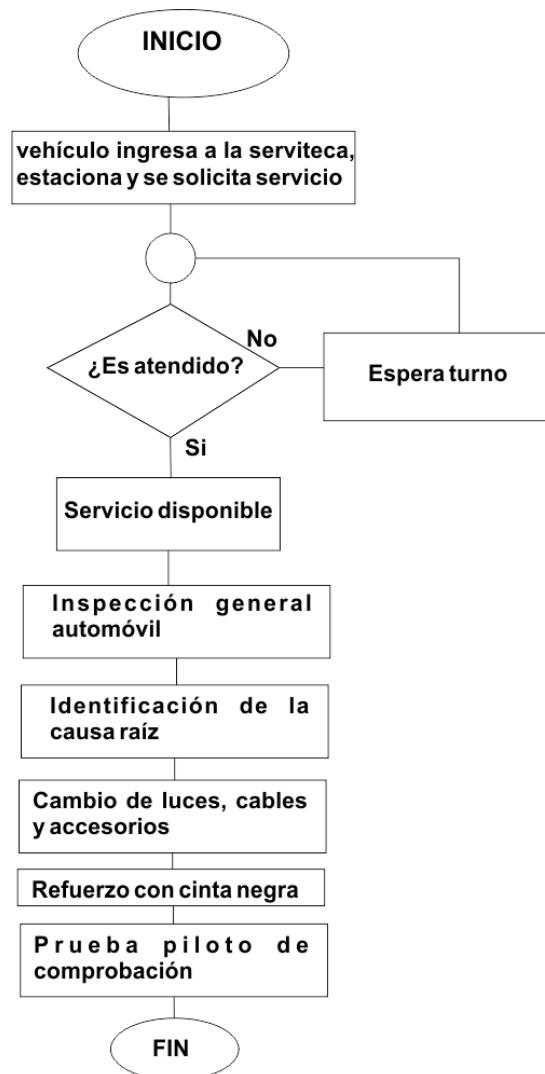 INICIO
vehículo ingresa a la serviteca,
estaciona y se solicita servicio
No
¿Es atendido?
Espera turno
Si
Servicio disponible
Inspección general
automóvil
Identificación de la
causa raíz
Cambio de luces, cables
y accesorios
Refuerzo con cinta negra
Prueba piloto de
comprobación
FIN